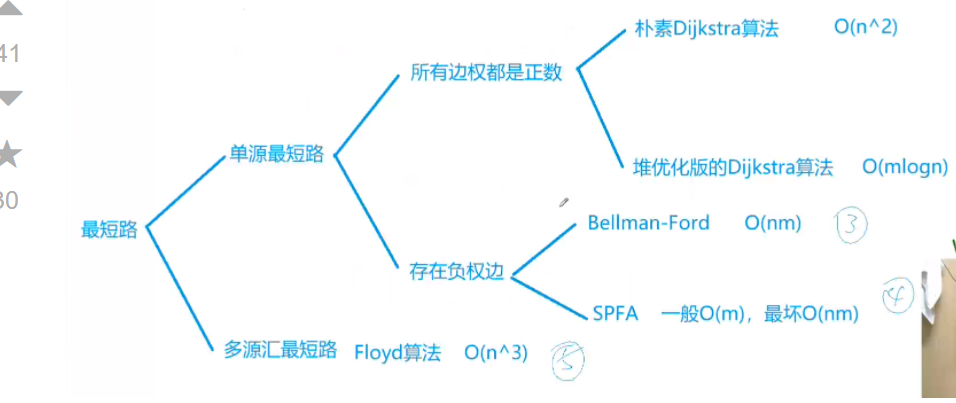 朴素Dijkstra算法 O(n^2)
41
所有边权都是正数
单源最短路
堆优化版的Dijkstra算法 O(mlogn)
30
最短路
Bellman-Ford O(nm) ③
存在负权边
SPFA 一般O(m)，最坏O(nm) ④
多源汇最短路 Floyd算法 O(n^3) ⑤